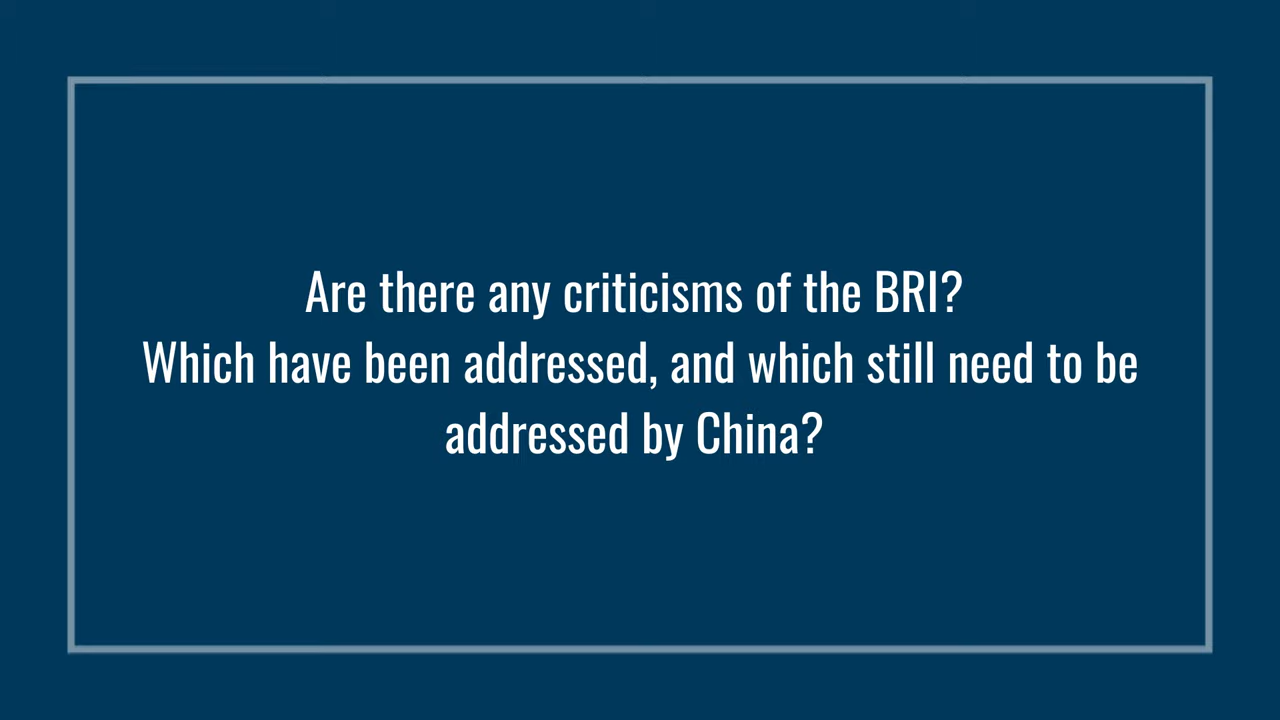 Are there any criticisms of the BRI?
Which have been addressed, and which still need to be
addressed by China?